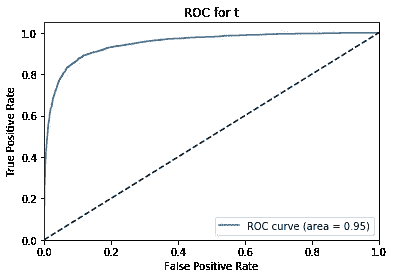 ROC for t
1.0
0.8
0.6
0.4
0.2
0.0
True Positive Rate
ROC curve (area = 0.95)
0.0 0.2 0.4 0.6 0.8 1.0
False Positive Rate